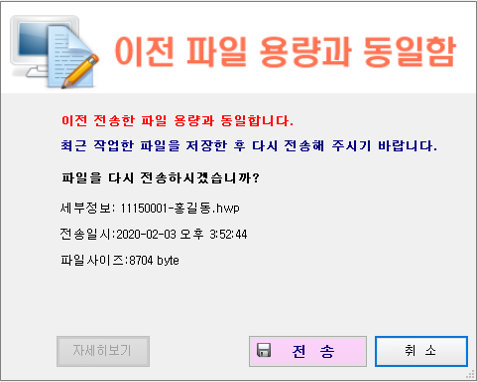 이전 파일 용량과 동일함
이전 전송한 파일 용량과 동일합니다.
최근 작업한 파일을 저장한 후 다시 전송해 주시기 바랍니다.
파일을 다시 전송하시겠습니까?
세부정보: 11150001-홍길동.hwp
전송일시:2020-02-03 오후 3:52:44
파일사이즈:8704 byte
자세히보기 전 송 취 소